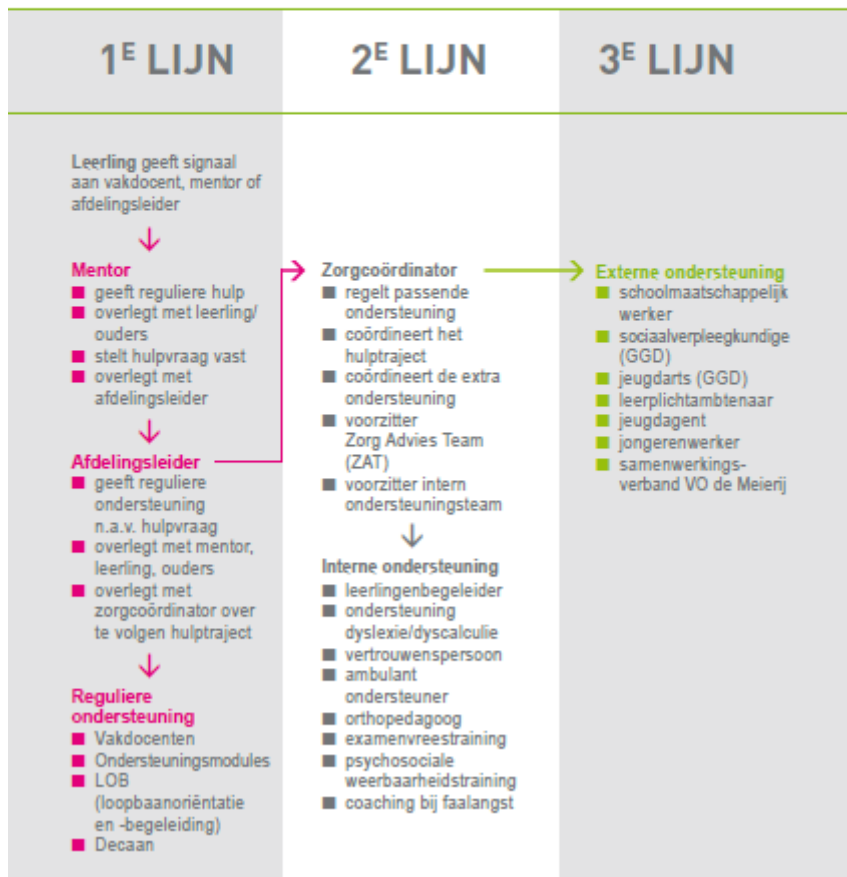 1E LIJN
2E LIJN
3E LIJN
Leerling geeft signaal
aan vakdocent, mentor of
afdelingsleider
Mentor
geeft reguliere hulp
overlegt met leerling/
ouders
stelt hulpvraag vast
overlegt met
afdelingsleider
Afdelingsleider
geeft reguliere
ondersteuning
n.a.v. hulpvraag
overlegt met mentor,
leerling, ouders
overlegt met
zorgcoördinator over
te volgen hulptraject
Reguliere
ondersteuning
Vakdocenten
Ondersteuningsmodules
LOB
(loopbaanoriëntatie
en -begeleiding)
Decaan
Zorgcoördinator
regelt passende
ondersteuning
coördineert het
hulptraject
coördineert de extra
ondersteuning
voorzitter
Zorg Advies Team
(ZAT)
voorzitter intern
ondersteuningsteam
Interne ondersteuning
leerlingenbegeleider
ondersteuning
dyslexie/dyscalculie
vertrouwenspersoon
ambulant
ondersteuner
orthopedagoog
examenvreestraining
psychosociale
weerbaarheidstraining
coaching bij faalangst
Externe ondersteuning
schoolmaatschappelijk
werker
sociaalverpleegkundige
(GGD)
jeugdarts (GGD)
leerplichtambtenaar
jeugdagent
jongerenwerker
samenwerkings-
verband VO de Meierij